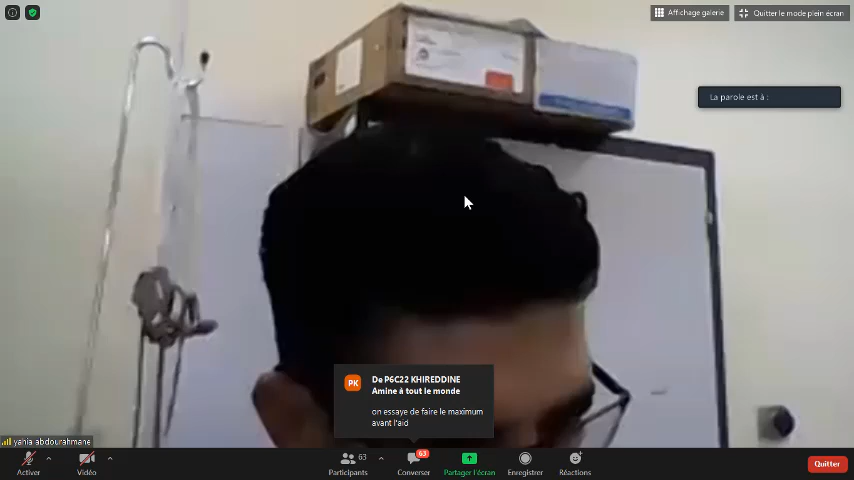 Affichage galerie
Quitter le mode plein écran
La parole est à :
PK
De P6C22 KHIREDDINE
Amine à tout le monde
on essaye de faire le maximum
avant l'aid
yahia abdourahmane
Activer
Vidéo
63
Participants
63
Converser
Partager l'écran
Enregistrer
Réactions
Quitter